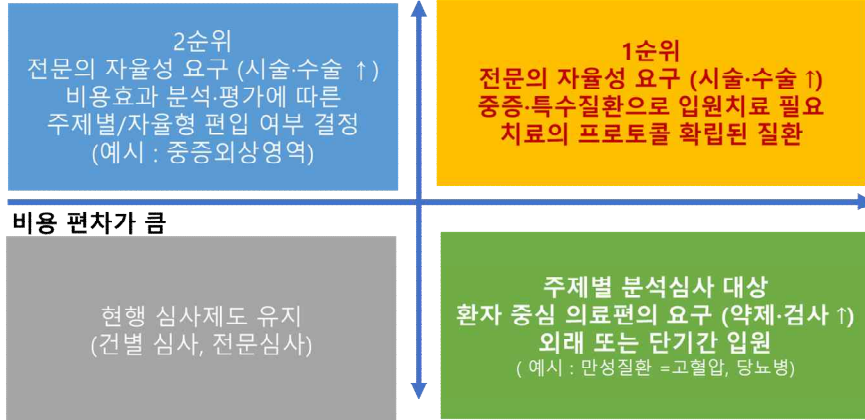 2순위
전문의 자율성 요구 (시술·수술 ↑)
비용효과 분석·평가에 따른
주제별/자율형 편입 여부 결정
(예시 : 중증외상영역)
1순위
전문의 자율성 요구 (시술·수술 ↑)
중증·특수질환으로 입원치료 필요
치료의 프로토콜 확립된 질환
비용 편차가 큼
현행 심사제도 유지
(건별 심사, 전문심사)
주제별 분석심사 대상
환자 중심 의료편의 요구 (약제·검사 ↑)
외래 또는 단기간 입원
( 예시 : 만성질환 =고혈압, 당뇨병)